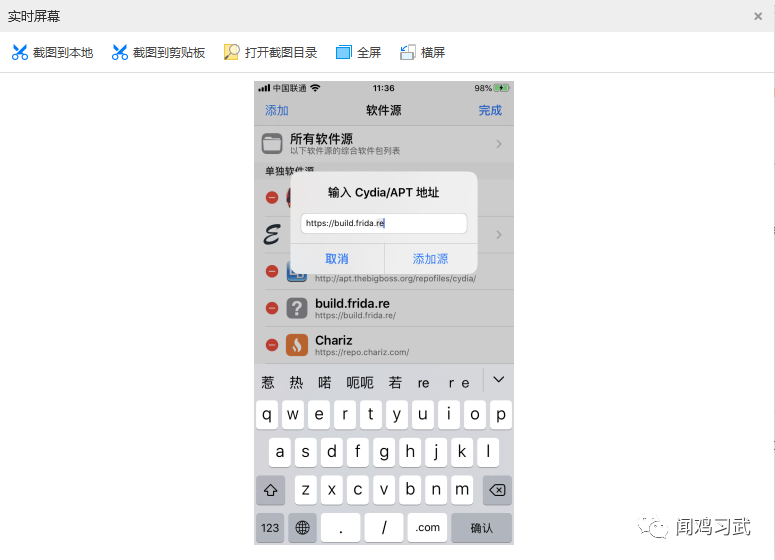 实时屏幕
截图到本地 截图到剪贴板 打开截图目录 全屏 横屏
中国联通 11:36 98%
添加 软件源 完成
所有软件源
以下软件源的综合软件包列表
单独软件源
输入 Cydia/APT 地址
https://build.frida.re
取消 添加源
http://apt.thebigboss.org/repofiles/cydia/
build.frida.re
https://build.frida.re/
Chariz
https://repo.chariz.com/
惹 热 喏 呃呃 若 re r e
q w e r t y u i o p
a s d f g h j k l
z x c v b n m
123 . / .com 确认
闻鸡习武